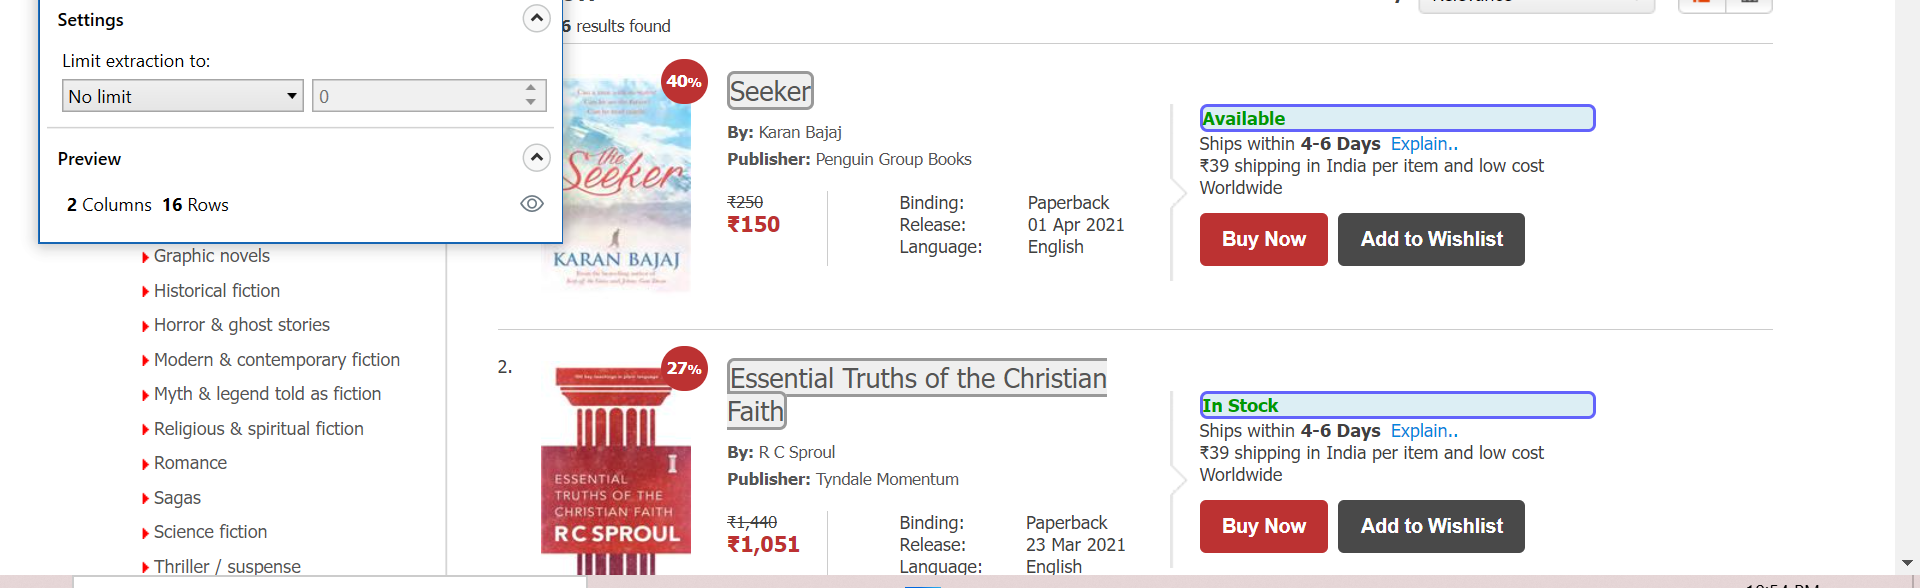 Settings
Limit extraction to:
No limit
0
Preview
2 Columns 16 Rows
Graphic novels
Historical fiction
Horror & ghost stories
Modern & contemporary fiction
Myth & legend told as fiction
Religious & spiritual fiction
Romance
Sagas
Science fiction
Thriller / suspense
6 results found
40%
the
Seeker
KARAN BAJAJ
Seeker
By: Karan Bajaj
Publisher: Penguin Group Books
₹250
₹150
Binding: Paperback
Release: 01 Apr 2021
Language: English
Available
Ships within 4-6 Days Explain..
₹39 shipping in India per item and low cost
Worldwide
Buy Now
Add to Wishlist
2.
27%
ESSENTIAL
TRUTHS OF THE
CHRISTIAN FAITH
R C SPROUL
Essential Truths of the Christian
Faith
By: R C Sproul
Publisher: Tyndale Momentum
₹1,440
₹1,051
Binding: Paperback
Release: 23 Mar 2021
Language: English
In Stock
Ships within 4-6 Days Explain..
₹39 shipping in India per item and low cost
Worldwide
Buy Now
Add to Wishlist